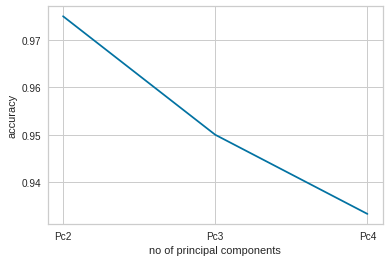 0.97
0.96
0.95
0.94
accuracy
Pc2 Pc3 Pc4
no of principal components